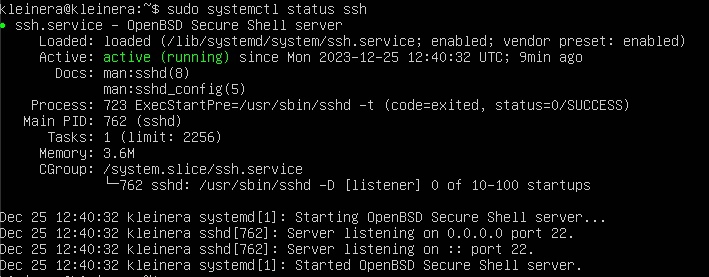 kleinera@kleinera:~$ sudo systemctl status ssh
● ssh.service – OpenBSD Secure Shell server
Loaded: loaded (/lib/systemd/system/ssh.service; enabled; vendor preset: enabled)
Active: active (running) since Mon 2023-12-25 12:40:32 UTC; 9min ago
Docs: man:sshd(8)
man:sshd_config(5)
Process: 723 ExecStartPre=/usr/sbin/sshd -t (code=exited, status=0/SUCCESS)
Main PID: 762 (sshd)
Tasks: 1 (limit: 2256)
Memory: 3.6M
CGroup: /system.slice/ssh.service
└─762 sshd: /usr/sbin/sshd -D [listener] 0 of 10-100 startups
Dec 25 12:40:32 kleinera systemd[1]: Starting OpenBSD Secure Shell server...
Dec 25 12:40:32 kleinera sshd[762]: Server listening on 0.0.0.0 port 22.
Dec 25 12:40:32 kleinera sshd[762]: Server listening on :: port 22.
Dec 25 12:40:32 kleinera systemd[1]: Started OpenBSD Secure Shell server.